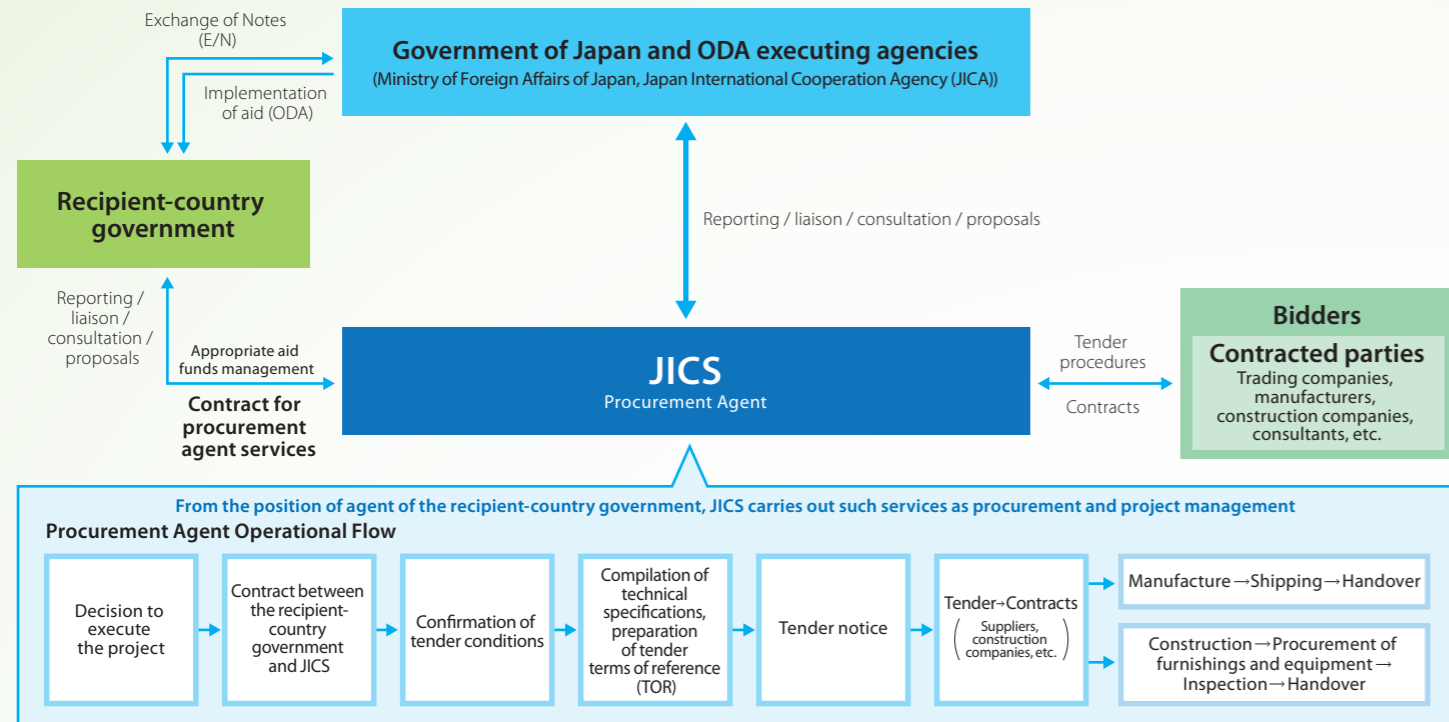 Exchange of Notes
(E/N)
Implementation
of aid (ODA)
Government of Japan and ODA executing agencies
(Ministry of Foreign Affairs of Japan, Japan International Cooperation Agency (JICA))
Recipient-country
government
Reporting / liaison / consultation / proposals
Reporting /
liaison /
consultation /
proposals
Appropriate aid
funds management
Contract for
procurement
agent services
JICS
Procurement Agent
Tender
procedures
Contracts
Bidders
Contracted parties
Trading companies,
manufacturers,
construction companies,
consultants, etc.
From the position of agent of the recipient-country government, JICS carries out such services as procurement and project management
Procurement Agent Operational Flow
Decision to
execute
the project
Contract between
the recipient-
country
government
and JICS
Confirmation of
tender conditions
Compilation of
technical
specifications,
preparation
of tender
terms of reference
(TOR)
Tender notice
Tender→Contracts
(Suppliers,
construction
companies, etc.)
Manufacture→Shipping→Handover
Construction→Procurement of
furnishings and equipment→
Inspection→Handover